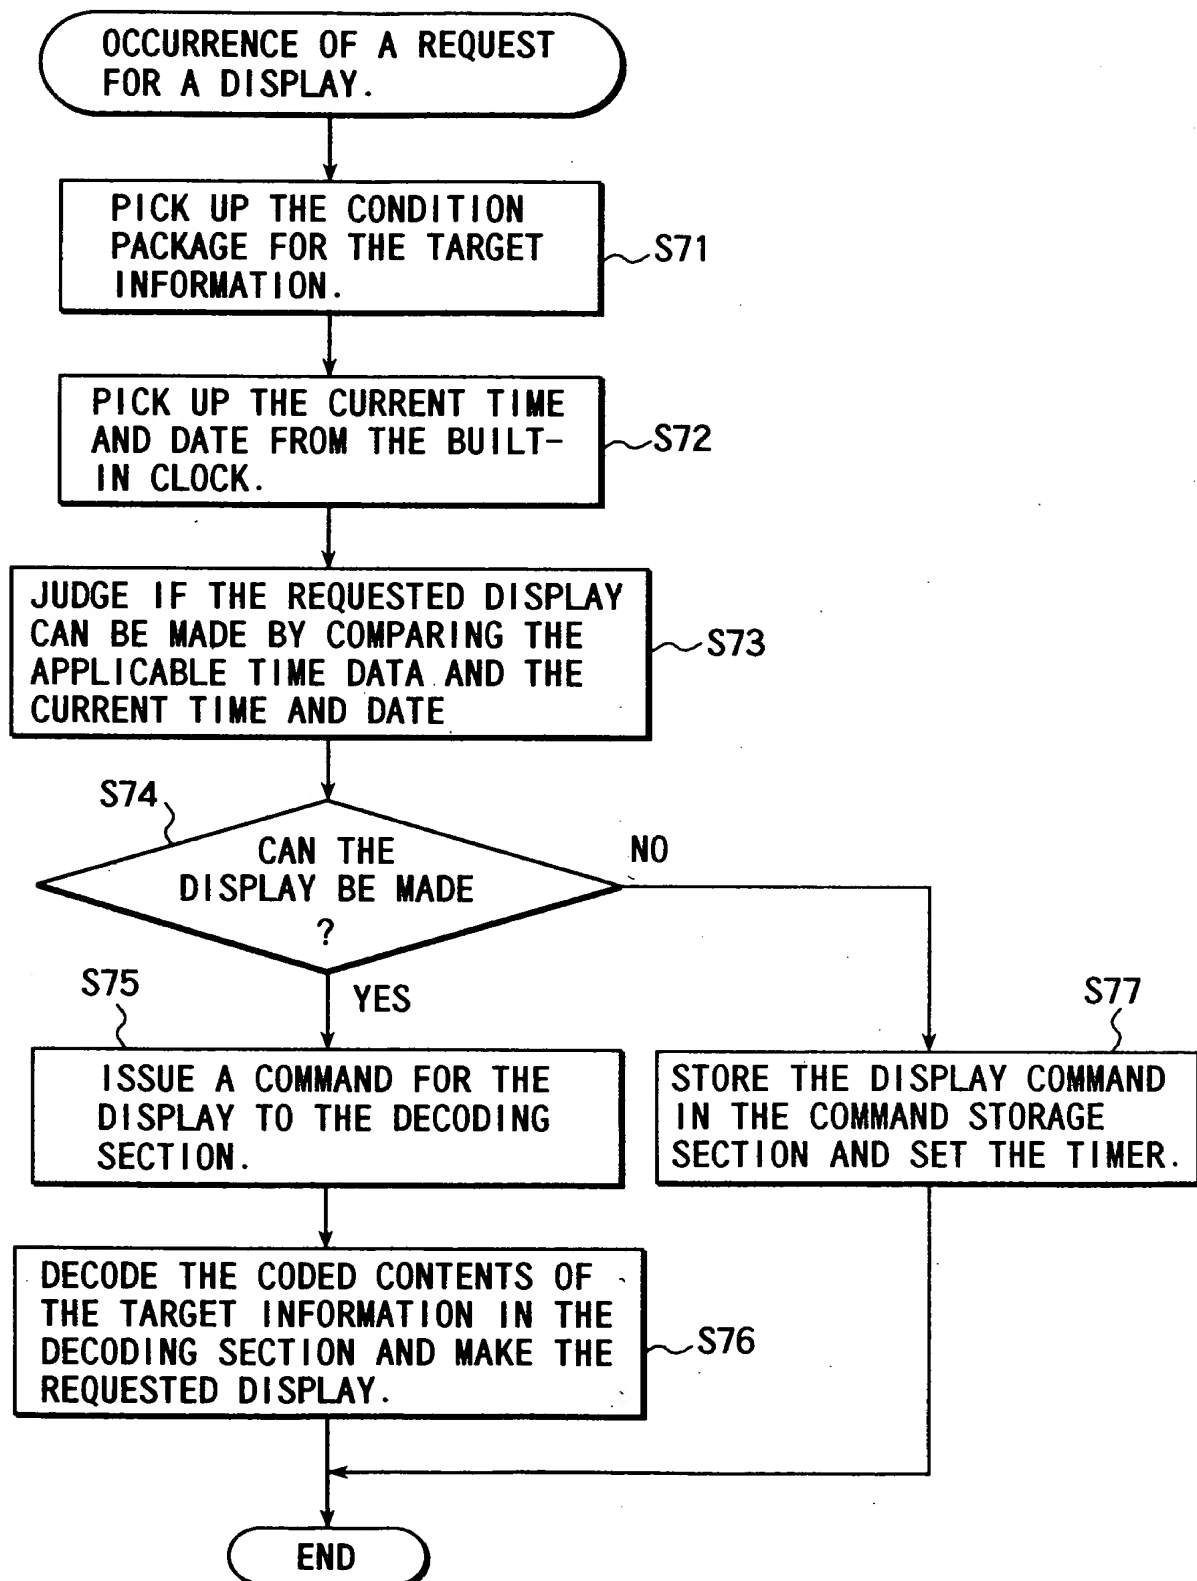 OCCURRENCE OF A REQUEST
FOR A DISPLAY.
PICK UP THE CONDITION
PACKAGE FOR THE TARGET
INFORMATION.
S71
PICK UP THE CURRENT TIME
AND DATE FROM THE BUILT-
IN CLOCK.
S72
JUDGE IF THE REQUESTED DISPLAY
CAN BE MADE BY COMPARING THE
APPLICABLE TIME DATA AND THE
CURRENT TIME AND DATE
S73
S74
CAN THE
DISPLAY BE MADE
?
NO
YES
S75
ISSUE A COMMAND FOR THE
DISPLAY TO THE DECODING
SECTION.
S77
STORE THE DISPLAY COMMAND
IN THE COMMAND STORAGE
SECTION AND SET THE TIMER.
DECODE THE CODED CONTENTS OF
THE TARGET INFORMATION IN THE
DECODING SECTION AND MAKE THE
REQUESTED DISPLAY.
S76
END